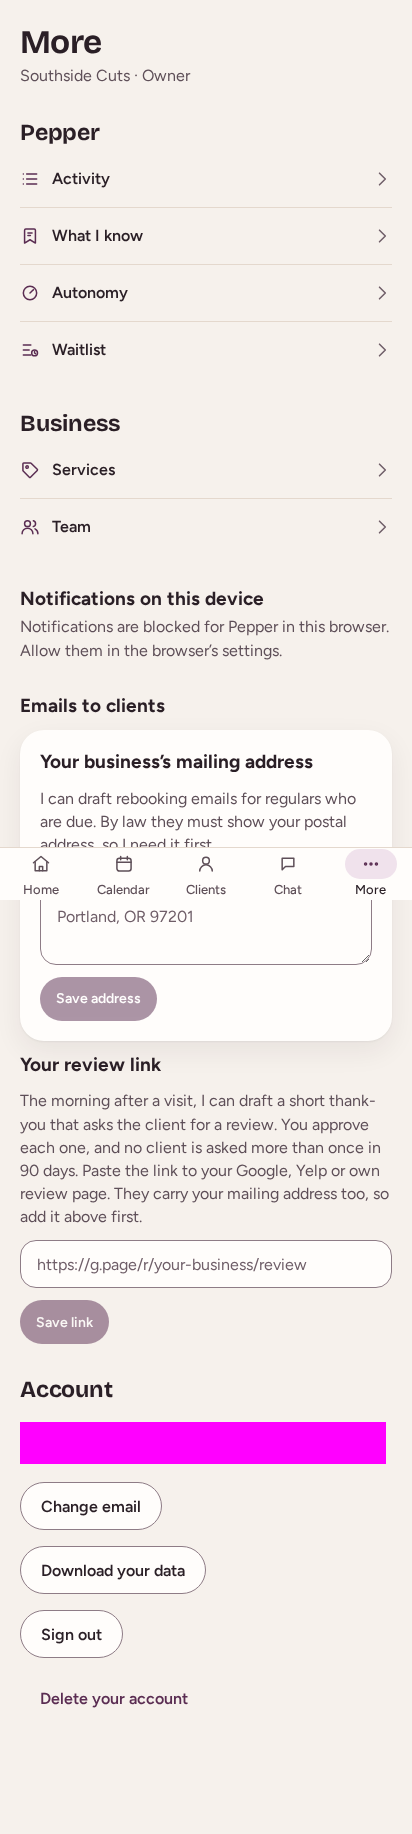 More
Southside Cuts · Owner
Pepper
Activity
What I know
Autonomy
Waitlist
Business
Services
Team
Notifications on this device
Notifications are blocked for Pepper in this browser.
Allow them in the browser’s settings.
Emails to clients
Your business’s mailing address
I can draft rebooking emails for regulars who
are due. By law they must show your postal
address, so I need it first.
Home
Calendar
Clients
Chat
More
Portland, OR 97201
Save address
Your review link
The morning after a visit, I can draft a short thank-
you that asks the client for a review. You approve
each one, and no client is asked more than once in
90 days. Paste the link to your Google, Yelp or own
review page. They carry your mailing address too, so
add it above first.
https://g.page/r/your-business/review
Save link
Account
Change email
Download your data
Sign out
Delete your account